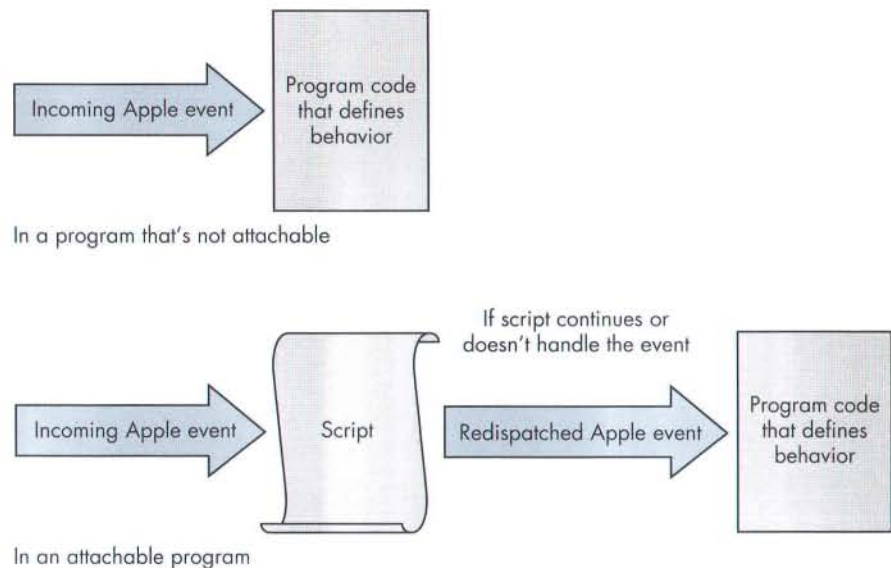 Incoming Apple event
Program code
that defines
behavior
In a program that's not attachable
If script continues or
doesn't handle the event
Incoming Apple event
Script
Redispatched Apple event
Program code
that defines
behavior
In an attachable program